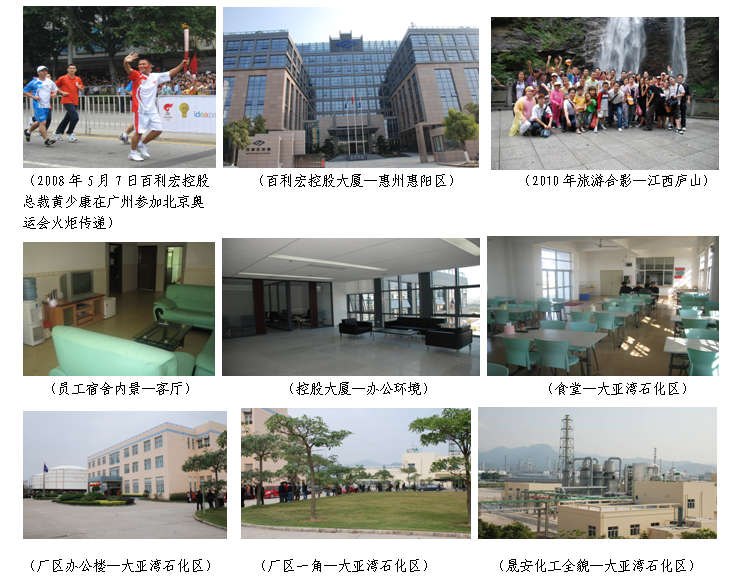 （2008 年 5 月 7 日百利宏控股
总裁黄少康在广州参加北京奥
运会火炬传递）
（百利宏控股大厦—惠州惠阳区）
（2010 年旅游合影—江西庐山）
（员工宿舍内景—客厅）
（控股大厦—办公环境）
（食堂—大亚湾石化区）
（厂区办公楼—大亚湾石化区）
（厂区一角—大亚湾石化区）
（晟安化工全貌—大亚湾石化区）